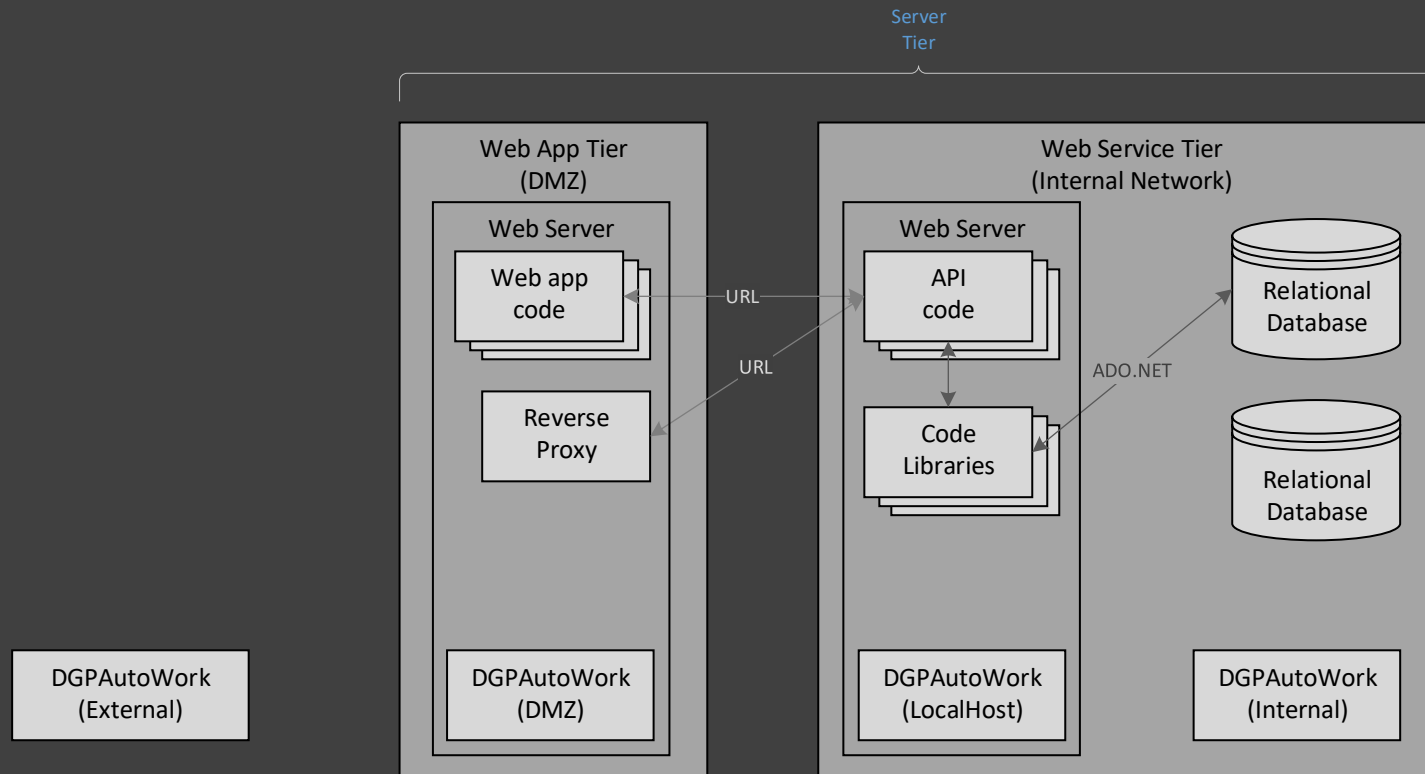 Server
Tier
Web App Tier
(DMZ)
Web Server
Web app
code
Reverse
Proxy
DGPAutoWork
(DMZ)
URL
URL
Web Service Tier
(Internal Network)
Web Server
API
code
Code
Libraries
DGPAutoWork
(LocalHost)
ADO.NET
Relational
Database
Relational
Database
DGPAutoWork
(Internal)
DGPAutoWork
(External)